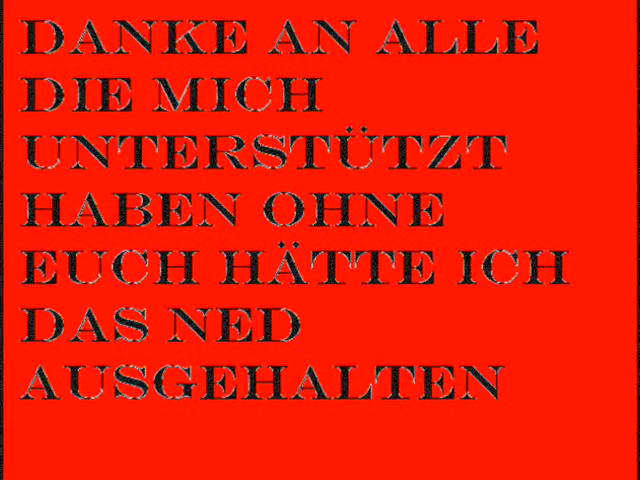 DANKE AN ALLE
DIE MICH
UNTERSTÜTZT
HABEN OHNE
EUCH HÄTTE ICH
DAS NED
AUSGEHALTEN